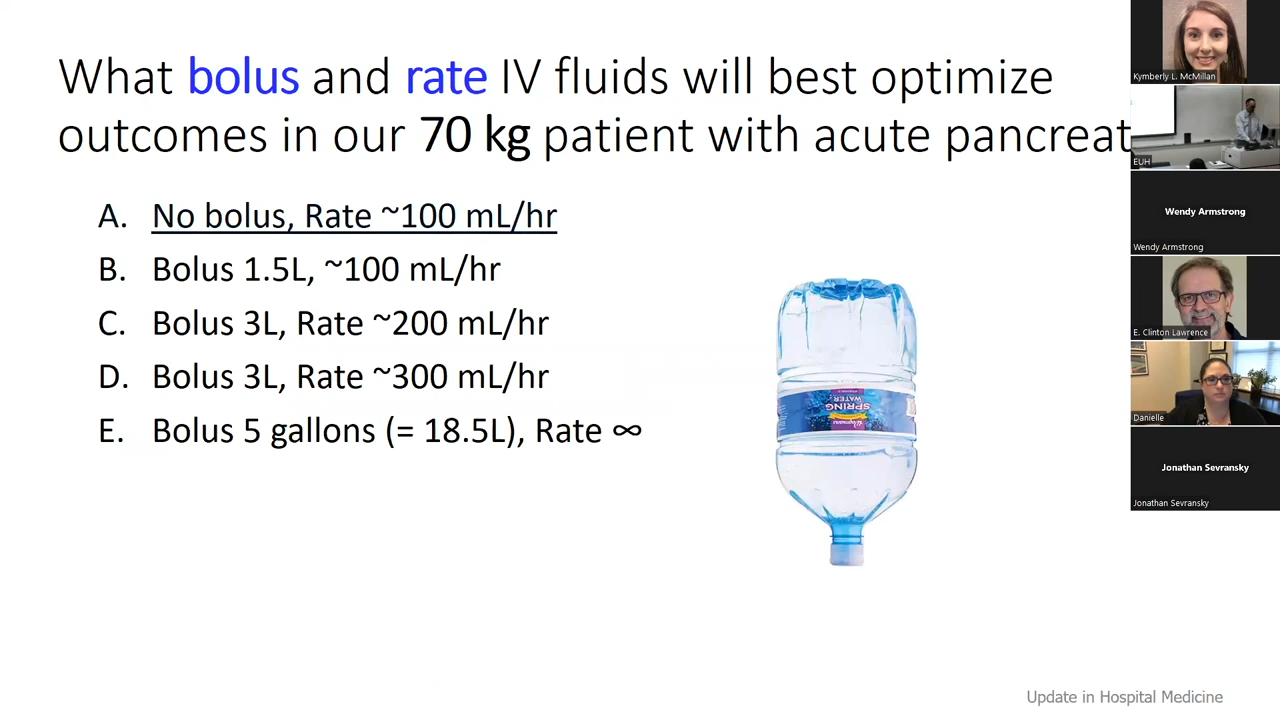 What bolus and rate IV fluids will best optimize
outcomes in our 70 kg patient with acute pancreat
A. No bolus, Rate ~100 mL/hr
B. Bolus 1.5L, ~100 mL/hr
C. Bolus 3L, Rate ~200 mL/hr
D. Bolus 3L, Rate ~300 mL/hr
E. Bolus 5 gallons (= 18.5L), Rate ∞
SPRING
WATER
Update in Hospital Medicine
Kymberly L. McMillan
EUH
Wendy Armstrong
Wendy Armstrong
E. Clinton Lawrence
Danielle
Jonathan Sevransky
Jonathan Sevransky